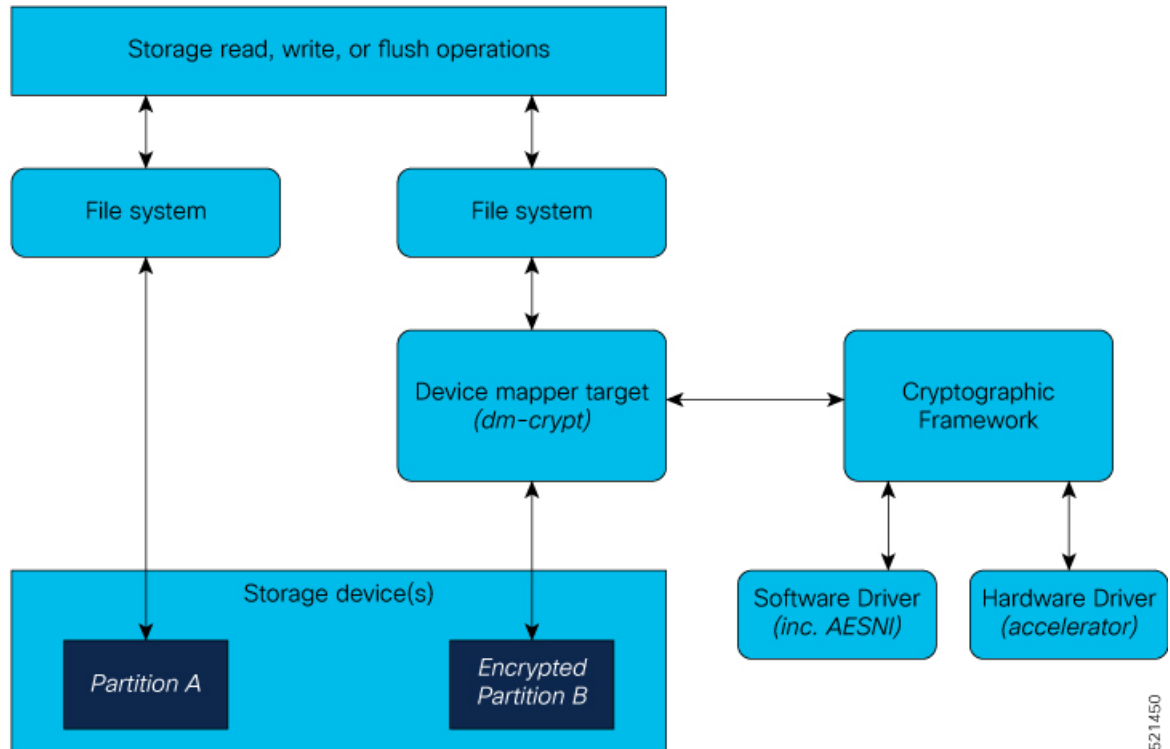 Storage read, write, or flush operations
File system
File system
Device mapper target
(dm-crypt)
Cryptographic
Framework
Storage device(s)
Software Driver
(inc. AESNI)
Hardware Driver
(accelerator)
Partition A
Encrypted
Partition B
521450